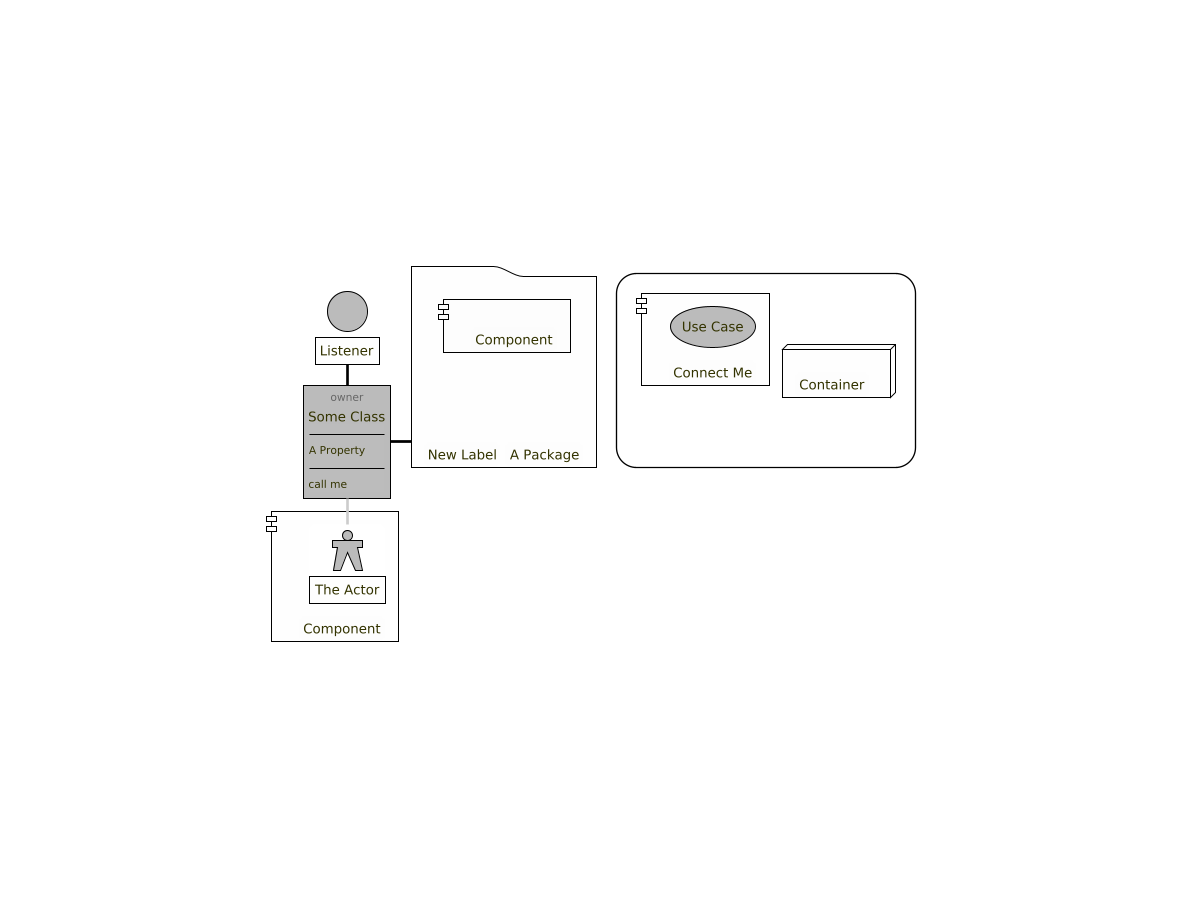 Listener
owner
Some Class
A Property
call me
The Actor
Component
Component
New Label A Package
Use Case
Connect Me
Container